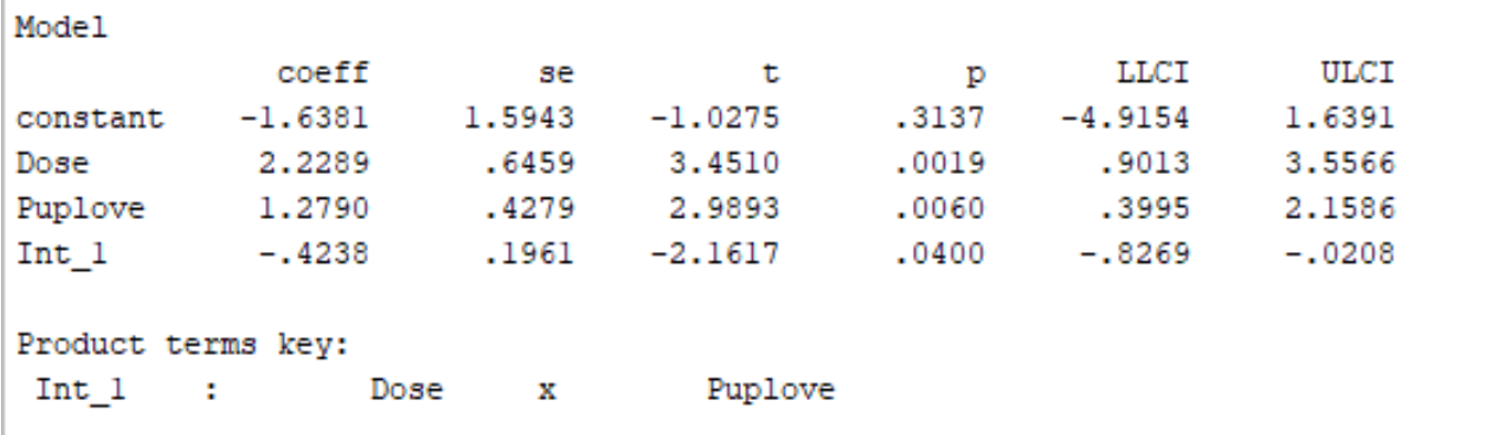 Model
coeff se t p LLCI ULCI
constant -1.6381 1.5943 -1.0275 .3137 -4.9154 1.6391
Dose 2.2289 .6459 3.4510 .0019 .9013 3.5566
Puplove 1.2790 .4279 2.9893 .0060 .3995 2.1586
Int_1 -.4238 .1961 -2.1617 .0400 -.8269 -.0208
Product terms key:
Int_1 : Dose x Puplove